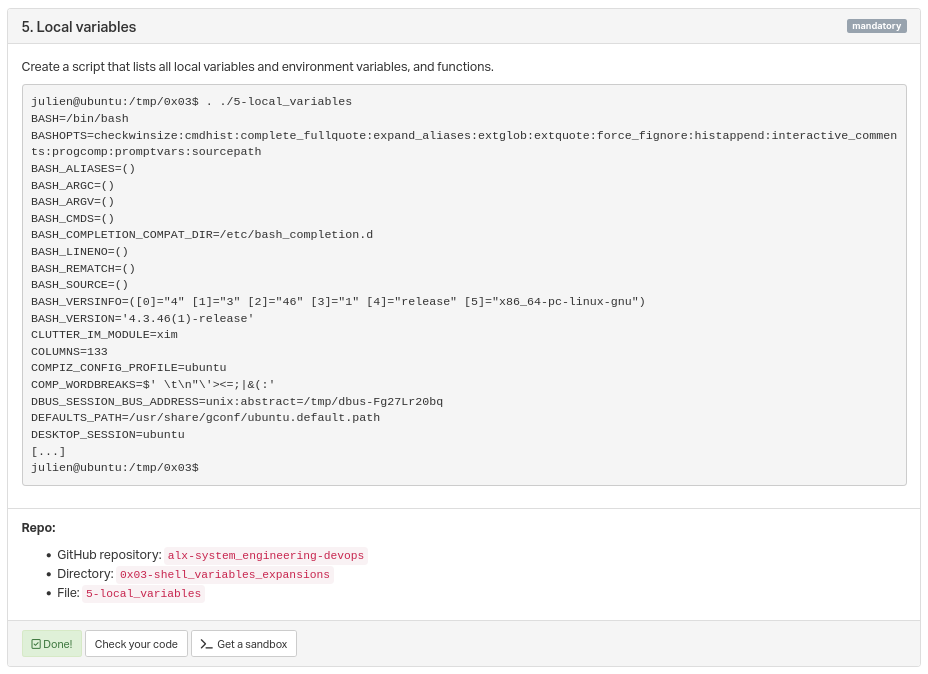 5. Local variables
mandatory
Create a script that lists all local variables and environment variables, and functions.
julien@ubuntu:/tmp/0x03$ . ./5-local_variables
BASH=/bin/bash
BASHOPTS=checkwinsize:cmdhist:complete_fullquote:expand_aliases:extglob:extquote:force_fignore:histappend:interactive_commen
ts:progcomp:promptvars:sourcepath
BASH_ALIASES=()
BASH_ARGC=()
BASH_ARGV=()
BASH_CMDS=()
BASH_COMPLETION_COMPAT_DIR=/etc/bash_completion.d
BASH_LINENO=()
BASH_REMATCH=()
BASH_SOURCE=()
BASH_VERSINFO=([0]="4" [1]="3" [2]="46" [3]="1" [4]="release" [5]="x86_64-pc-linux-gnu")
BASH_VERSION='4.3.46(1)-release'
CLUTTER_IM_MODULE=xim
COLUMNS=133
COMPIZ_CONFIG_PROFILE=ubuntu
COMP_WORDBREAKS=$' \t\n"\'><=;|&(:'
DBUS_SESSION_BUS_ADDRESS=unix:abstract=/tmp/dbus-Fg27Lr20bq
DEFAULTS_PATH=/usr/share/gconf/ubuntu.default.path
DESKTOP_SESSION=ubuntu
[...]
julien@ubuntu:/tmp/0x03$
Repo:
• GitHub repository: alx-system_engineering-devops
• Directory: 0x03-shell_variables_expansions
• File: 5-local_variables
Done! Check your code >_ Get a sandbox